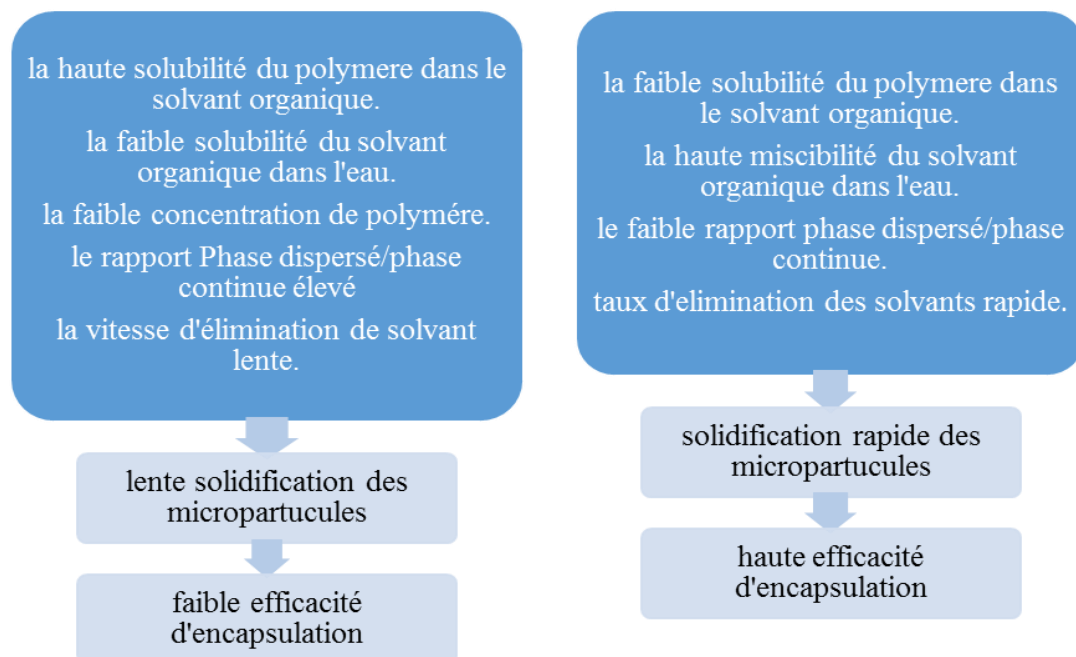 la haute solubilité du polymere dans le
solvant organique.
la faible solubilité du solvant
organique dans l'eau.
la faible concentration de polymére.
le rapport Phase dispersé/phase
continue élevé
la vitesse d'élimination de solvant
lente.
lente solidification des
micropartucules
faible efficacité
d'encapsulation
la faible solubilité du polymere dans
le solvant organique.
la haute miscibilité du solvant
organique dans l'eau.
le faible rapport phase dispersé/phase
continue.
taux d'elimination des solvants rapide.
solidification rapide des
micropartucules
haute efficacité
d'encapsulation